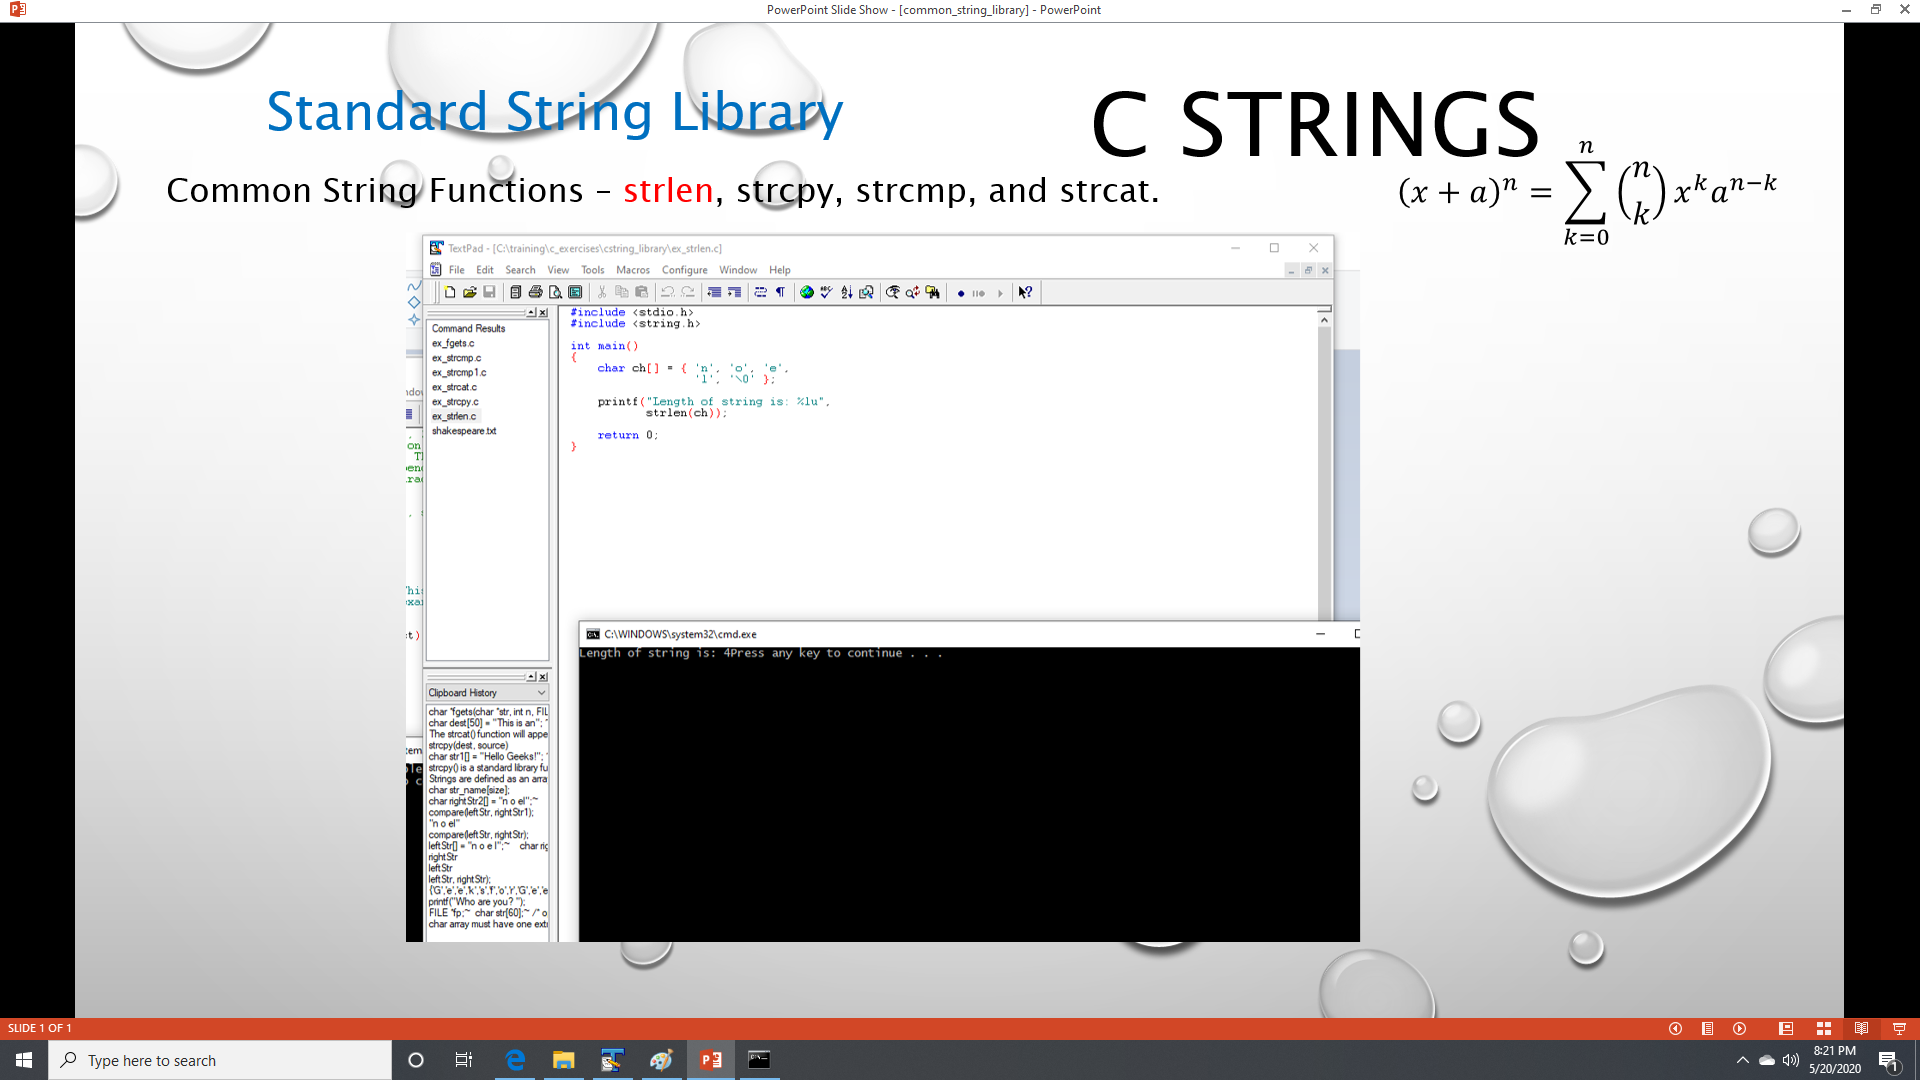 PowerPoint Slide Show - [common_string_library] - PowerPoint
Standard String Library
C STRINGS
Common String Functions – strlen, strcpy, strcmp, and strcat.
(x + a)^n = ∑_{k=0}^{n} (n k) x^k a^{n−k}
TextPad - [C:\training\c_exercises\cstring_library\ex_strlen.c]
File Edit Search View Tools Macros Configure Window Help
Command Results
ex_fgets.c
ex_strcmp.c
ex_strcmp1.c
ex_strcat.c
ex_strcpy.c
ex_strlen.c
shakespeare.txt
#include <stdio.h>
#include <string.h>
int main()
{
char ch[] = { 'n', 'o', 'e',
'l', '\0' };
printf("Length of string is: %lu",
strlen(ch));
return 0;
}
Clipboard History
char *fgets(char *str, int n, FIL
char dest[50] = "This is an";
The strcat() function will appe
strcpy(dest, source)
char str1[] = "Hello Geeks!";
strcpy() is a standard library fu
Strings are defined as an arra
char str_name[size];
char rightStr2[] = "n o el";~
compare(leftStr, rightStr1);
"n o el"
compare(leftStr, rightStr);
leftStr[] = "n o e l";~ char rig
rightStr
leftStr
leftStr, rightStr);
{'G','e','e','k','s','f','o','r','G','e','e
printf("Who are you? ");
FILE *fp;~ char str[60];~ /* o
char array must have one ext
C:\WINDOWS\system32\cmd.exe
Length of string is: 4Press any key to continue . . .
SLIDE 1 OF 1
Type here to search
8:21 PM
5/20/2020
1